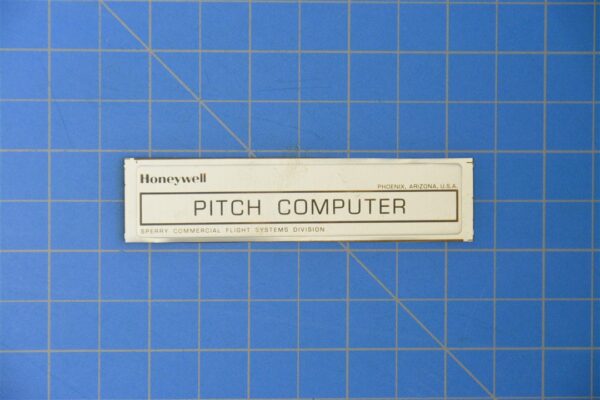 Honeywell
PHOENIX, ARIZONA, U.S.A.
PITCH COMPUTER
SPERRY COMMERCIAL FLIGHT SYSTEMS DIVISION